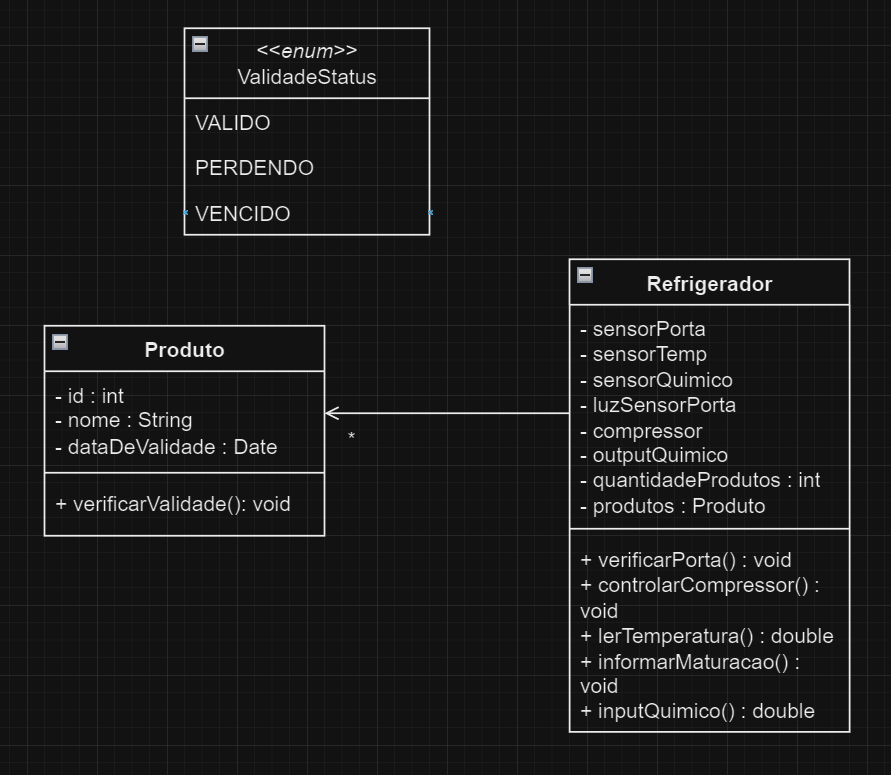 <<enum>>
ValidadeStatus
VALIDO
PERDENDO
VENCIDO
Produto
- id : int
- nome : String
- dataDeValidade : Date
+ verificarValidade(): void
*
Refrigerador
- sensorPorta
- sensorTemp
- sensorQuimico
- luzSensorPorta
- compressor
- outputQuimico
- quantidadeProdutos : int
- produtos : Produto
+ verificarPorta() : void
+ controlarCompressor() :
void
+ lerTemperatura() : double
+ informarMaturacao() :
void
+ inputQuimico() : double